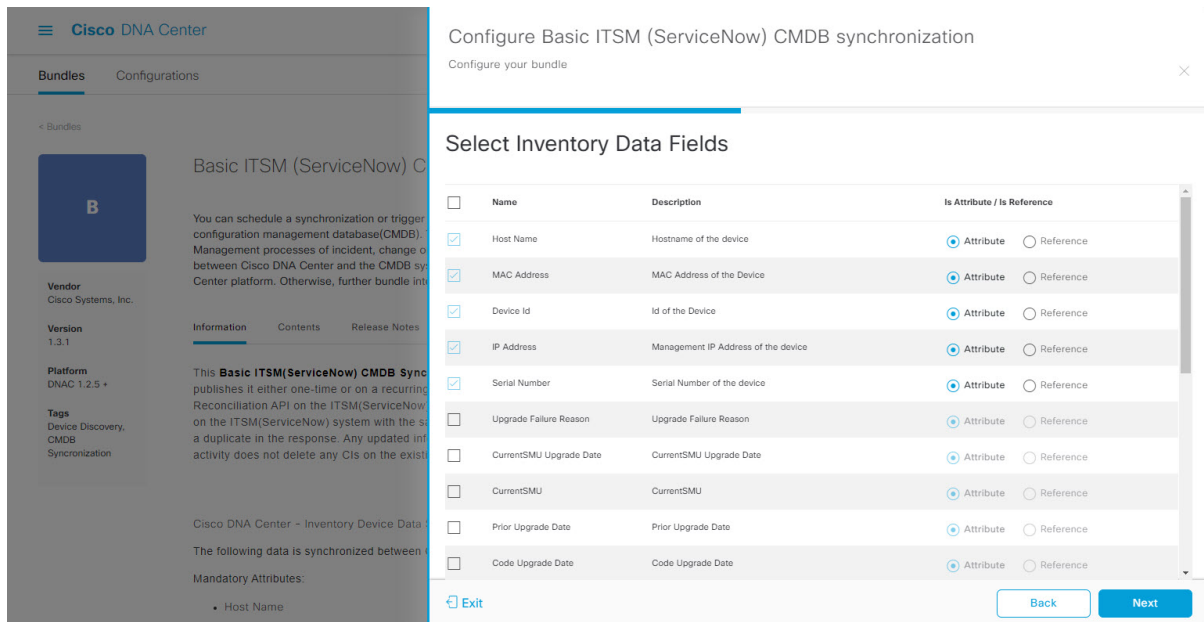 Cisco DNA Center
Bundles Configurations
< Bundles
B
Vendor
Cisco Systems, Inc.
Version
1.3.1
Platform
DNAC 1.2.5 +
Tags
Device Discovery,
CMDB
Syncronization
Basic ITSM (ServiceNow) C
You can schedule a synchronization or trigger
configuration management database(CMDB).
Management processes of incident, change o
between Cisco DNA Center and the CMDB sy
Center platform. Otherwise, further bundle int
Information Contents Release Notes
This Basic ITSM(ServiceNow) CMDB Sync
publishes it either one-time or on a recurring
Reconciliation API on the ITSM(ServiceNow
on the ITSM(ServiceNow) system with the sa
a duplicate in the response. Any updated inf
activity does not delete any CIs on the existi
Cisco DNA Center - Inventory Device Data
The following data is synchronized between
Mandatory Attributes:
• Host Name
Configure Basic ITSM (ServiceNow) CMDB synchronization
Configure your bundle
Select Inventory Data Fields
Name Description Is Attribute / Is Reference
Host Name Hostname of the device Attribute Reference
MAC Address MAC Address of the Device Attribute Reference
Device Id Id of the Device Attribute Reference
IP Address Management IP Address of the device Attribute Reference
Serial Number Serial Number of the device Attribute Reference
Upgrade Failure Reason Upgrade Failure Reason Attribute Reference
CurrentSMU Upgrade Date CurrentSMU Upgrade Date Attribute Reference
CurrentSMU CurrentSMU Attribute Reference
Prior Upgrade Date Prior Upgrade Date Attribute Reference
Code Upgrade Date Code Upgrade Date Attribute Reference
Exit Back Next